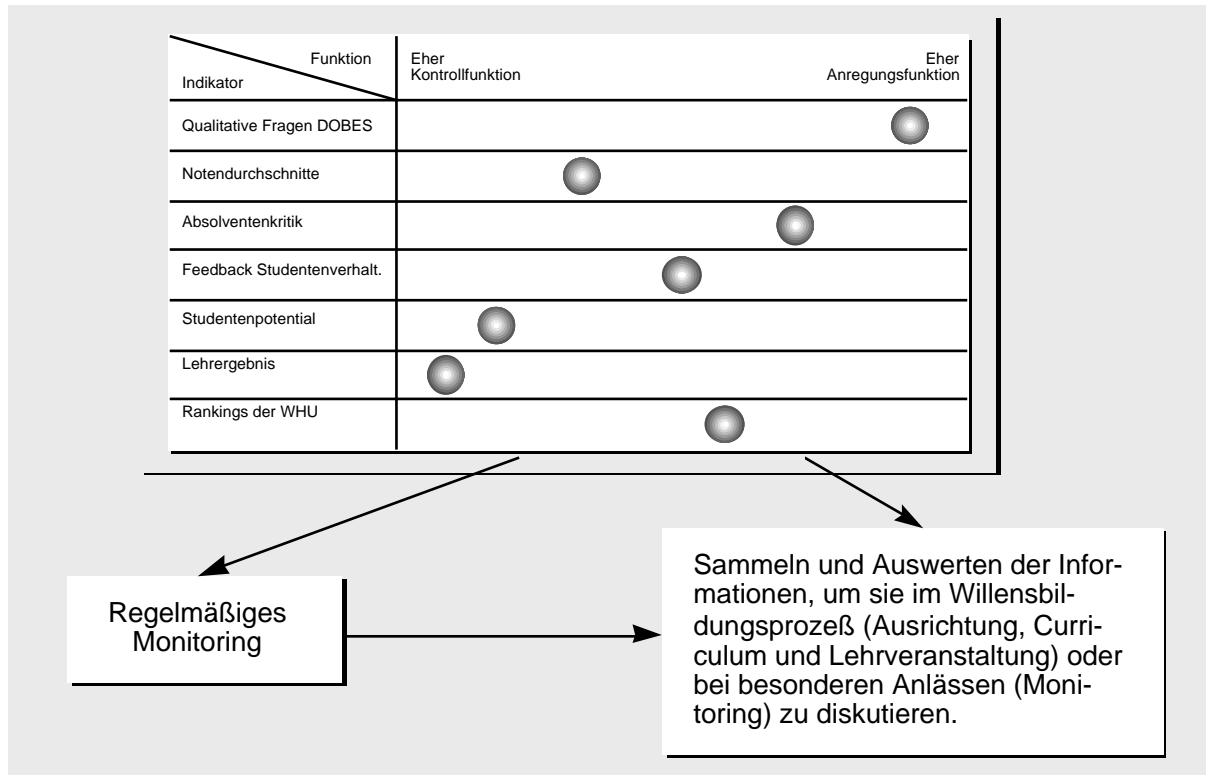 Funktion
Indikator
Eher
Kontrollfunktion
Eher
Anregungsfunktion
Qualitative Fragen DOBES
Notendurchschnitte
Absolventenkritik
Feedback Studentenverhalt.
Studentenpotential
Lehrergebnis
Rankings der WHU
Regelmäßiges
Monitoring
Sammeln und Auswerten der Infor-
mationen, um sie im Willensbil-
dungsprozeß (Ausrichtung, Curri-
culum und Lehrveranstaltung) oder
bei besonderen Anlässen (Moni-
toring) zu diskutieren.